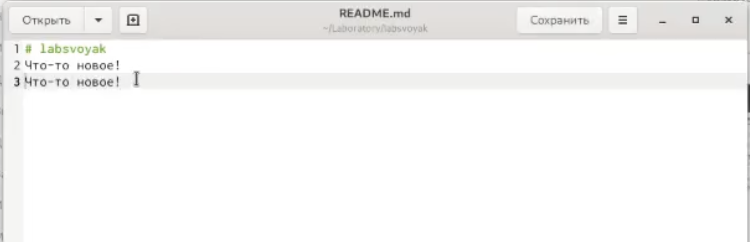 Открыть
README.md
~/Laboratory/labsvoyak
Сохранить
1 # labsvoyak
2 Что-то новое!
3 Что-то новое!